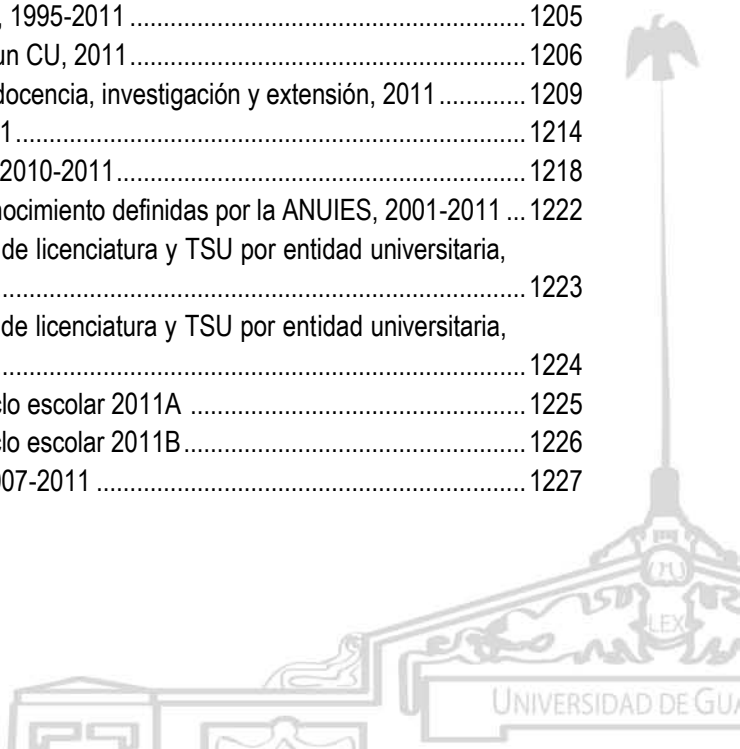 , 1995-2011 ........................................................ 1205
un CU, 2011........................................................ 1206
docencia, investigación y extensión, 2011 ............. 1209
1 ........................................................................ 1214
2010-2011.......................................................... 1218
nocimiento definidas por la ANUIES, 2001-2011 ... 1222
de licenciatura y TSU por entidad universitaria,
.......................................................................... 1223
de licenciatura y TSU por entidad universitaria,
.......................................................................... 1224
clo escolar 2011A ................................................ 1225
clo escolar 2011B ................................................ 1226
007-2011 ............................................................ 1227
LEX
UNIVERSIDAD DE GUA